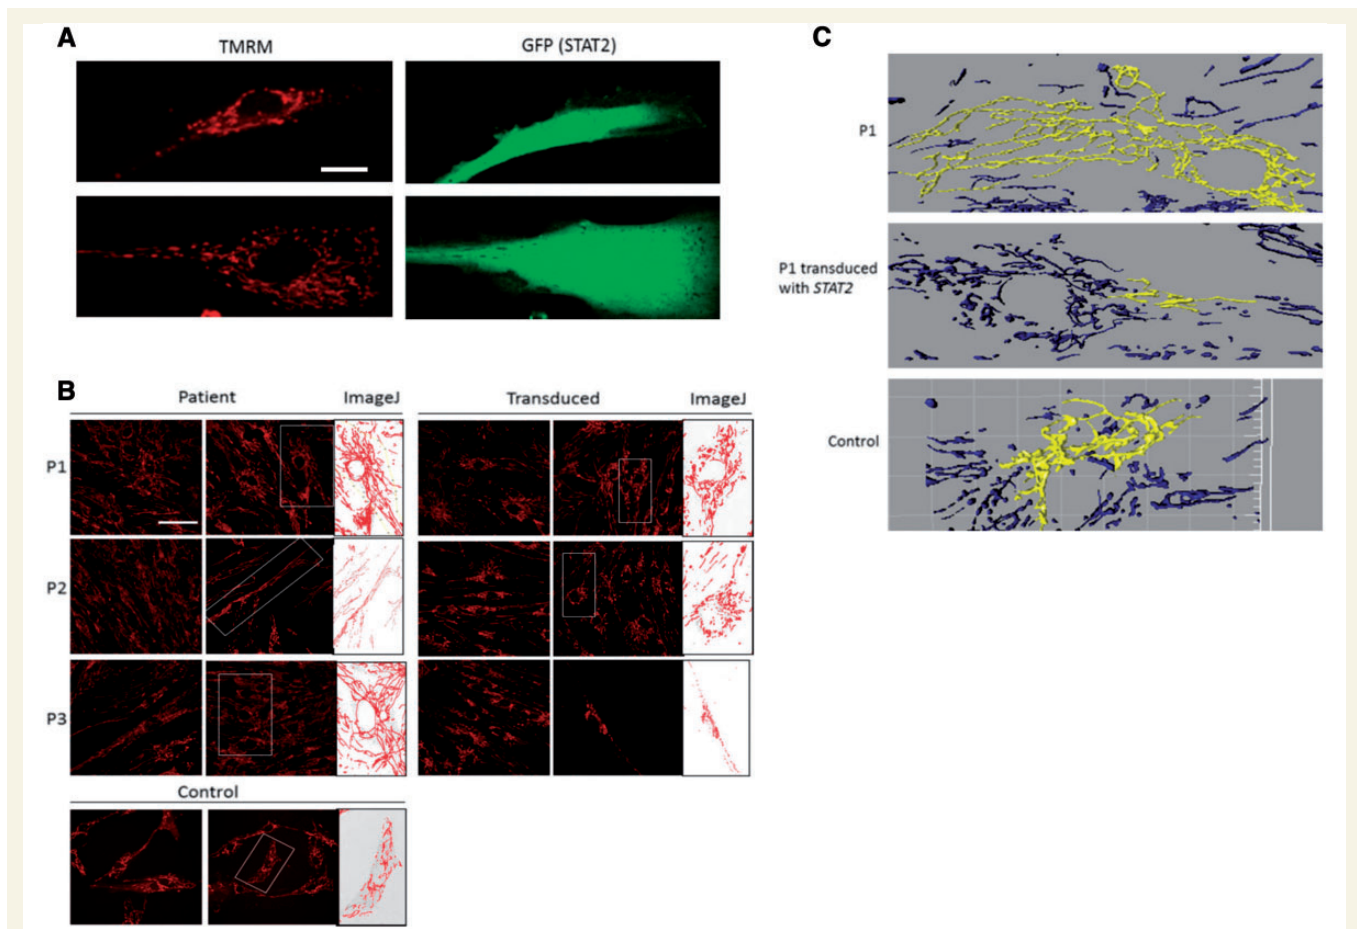 A
TMRM
GFP (STAT2)
C
P1
P1 transduced
with STAT2
Control
B
Patient
ImageJ
Transduced
ImageJ
P1
P2
P3
Control